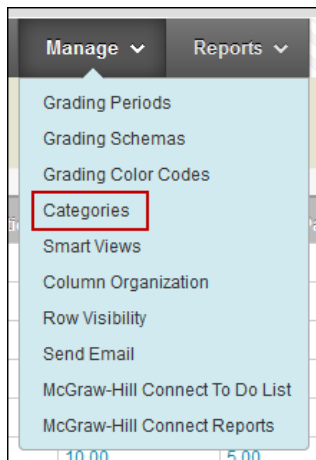 Manage Reports
Grading Periods
Grading Schemas
Grading Color Codes
Categories
Smart Views
Column Organization
Row Visibility
Send Email
McGraw-Hill Connect To Do List
McGraw-Hill Connect Reports
10.00 5.00